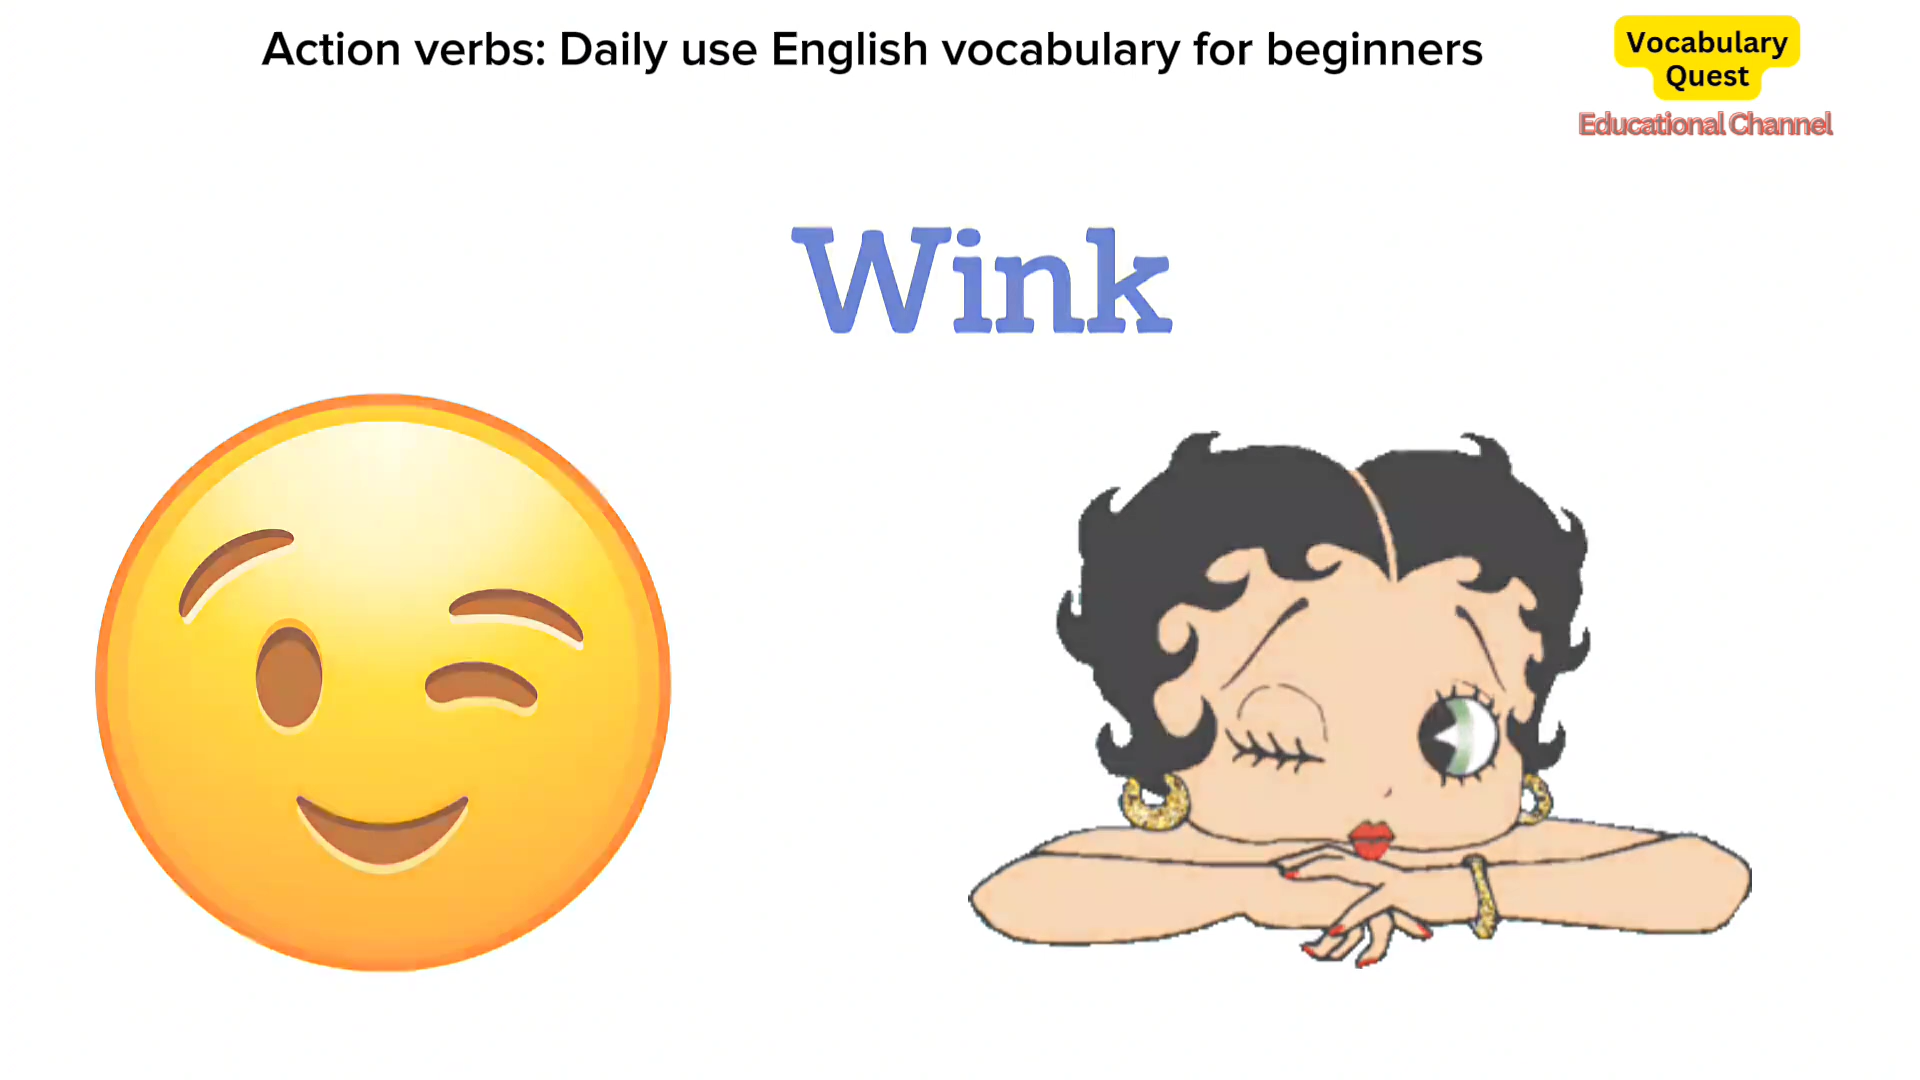 Action verbs: Daily use English vocabulary for beginners
Vocabulary
Quest
Educational Channel
Wink